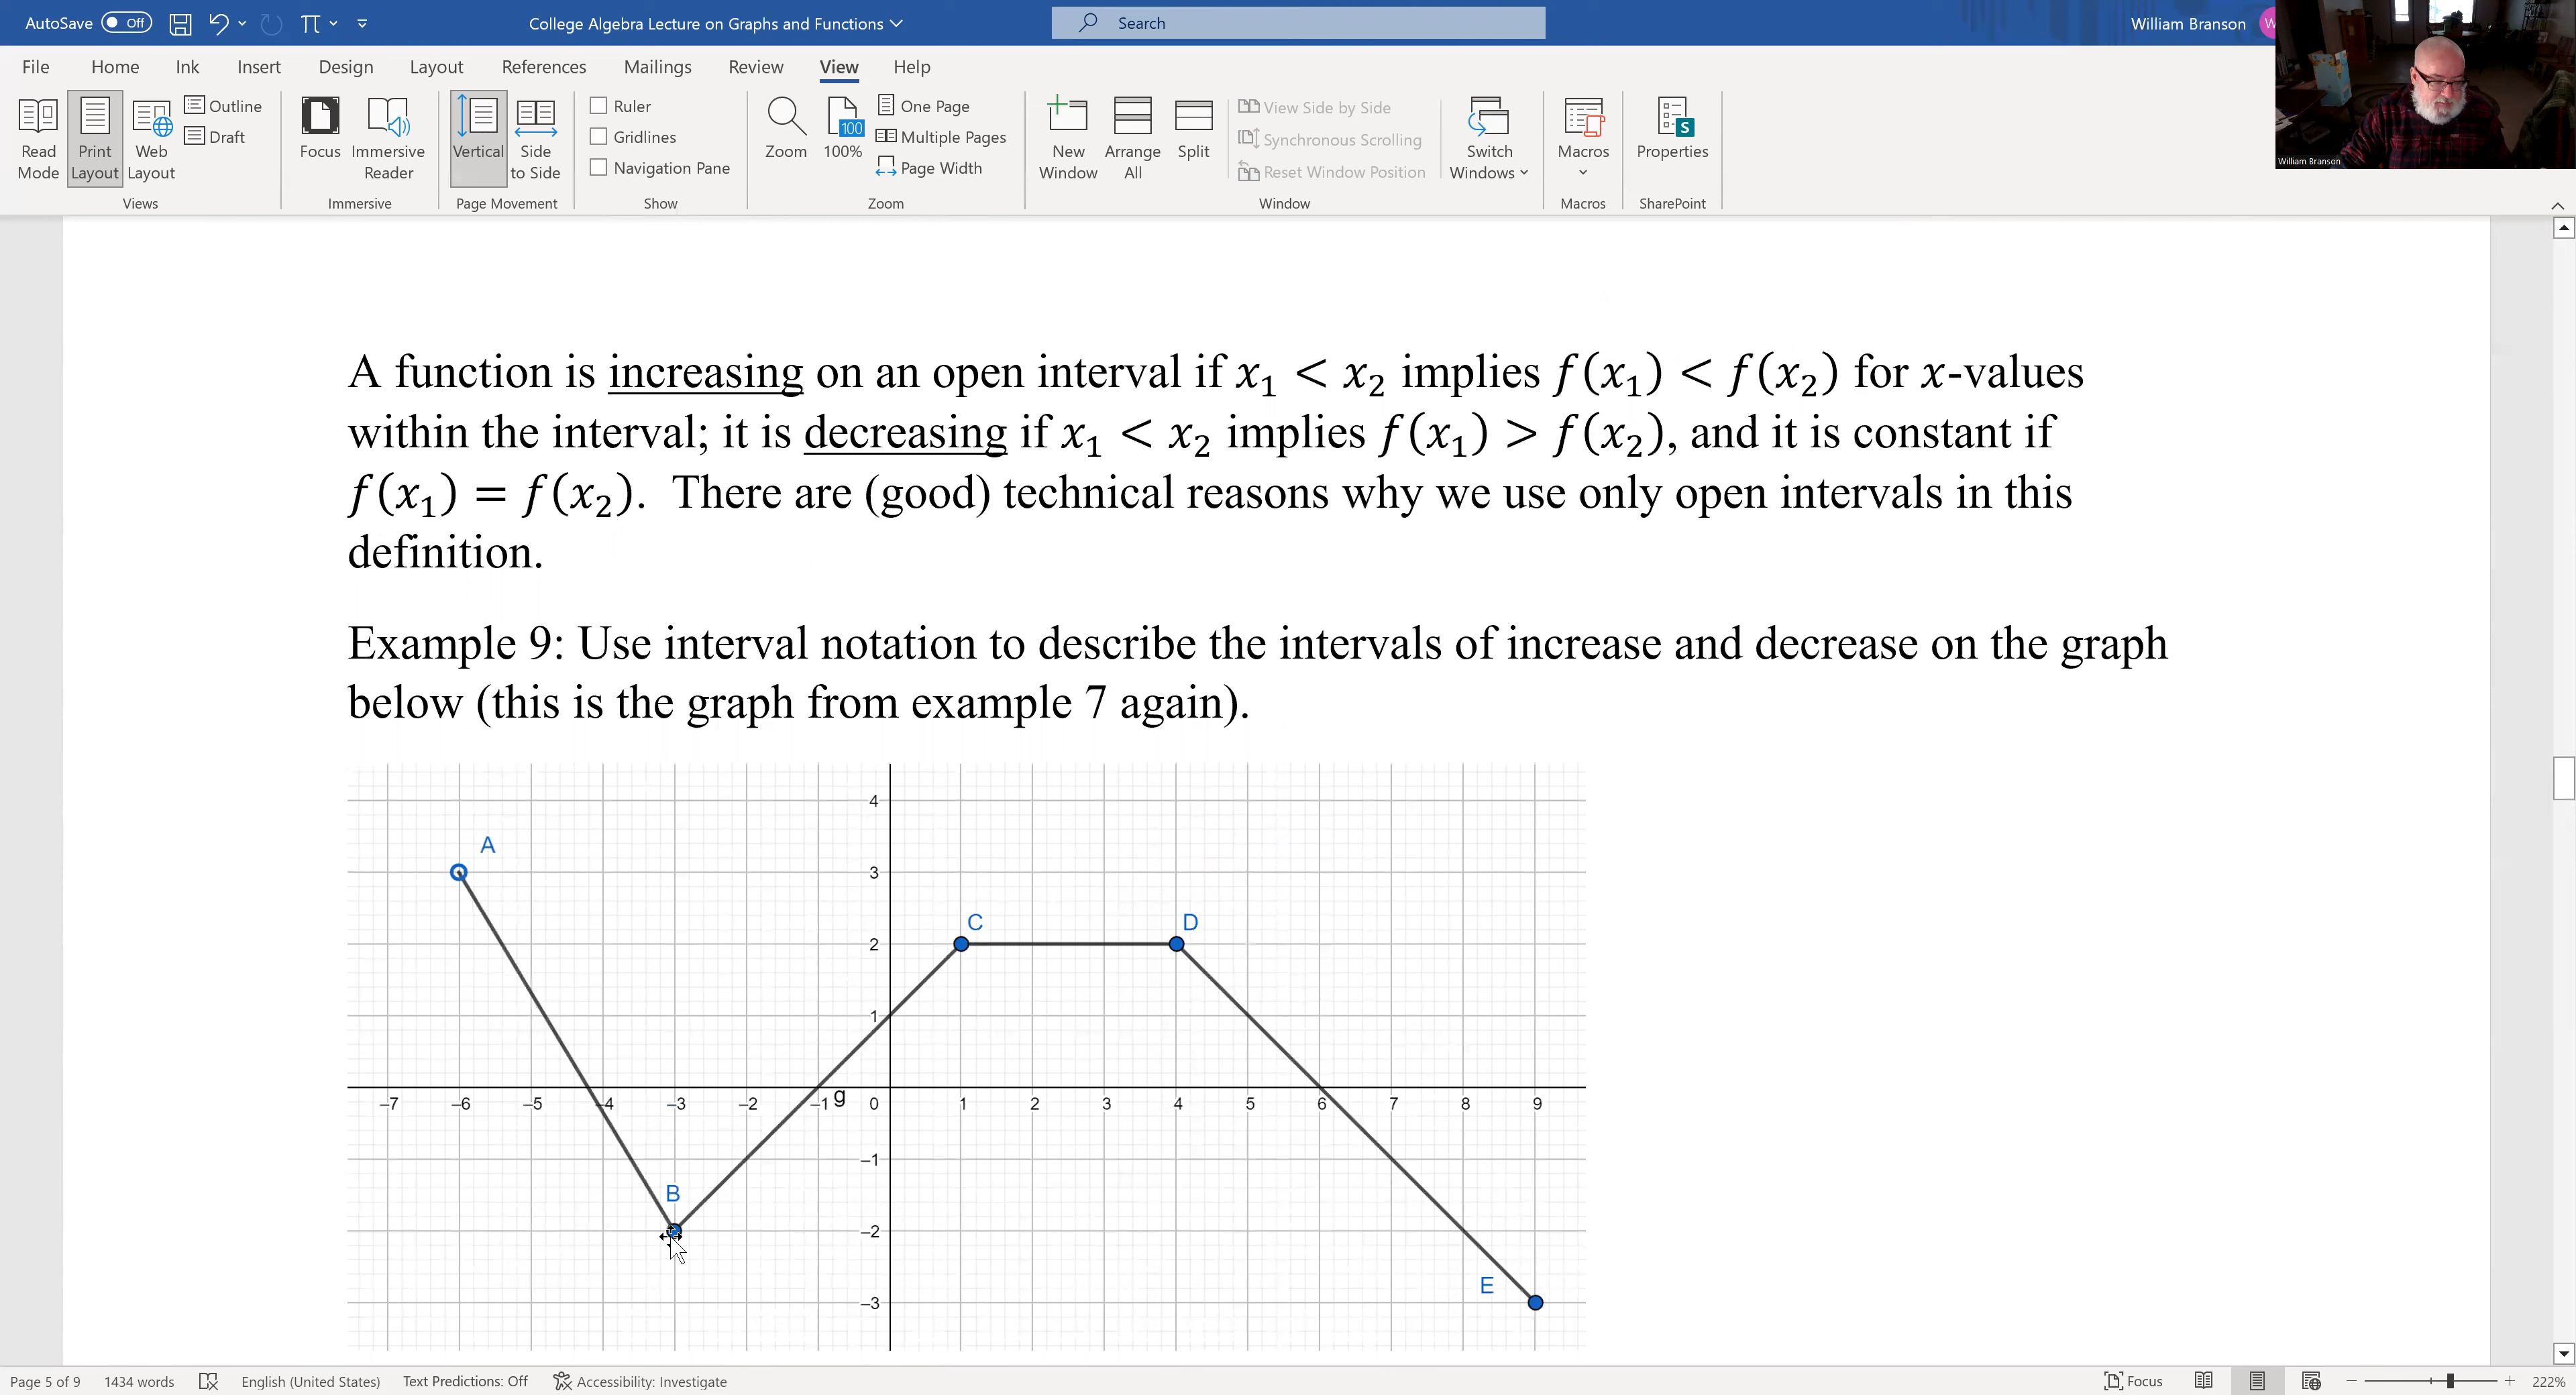 AutoSave Off College Algebra Lecture on Graphs and Functions Search William Branson
File Home Ink Insert Design Layout References Mailings Review View Help
Read Mode
Print Layout
Web Layout
Outline
Draft
Views
Focus
Immersive Reader
Immersive
Vertical
Side to Side
Page Movement
Ruler
Gridlines
Navigation Pane
Show
Zoom
100
100%
One Page
Multiple Pages
Page Width
Zoom
New Window
Arrange All
Split
View Side by Side
Synchronous Scrolling
Reset Window Position
Switch Windows
Window
Macros
Macros
S
Properties
SharePoint
William Branson
A function is increasing on an open interval if x₁ < x₂ implies f(x₁) < f(x₂) for x-values
within the interval; it is decreasing if x₁ < x₂ implies f(x₁) > f(x₂), and it is constant if
f(x₁) = f(x₂). There are (good) technical reasons why we use only open intervals in this
definition.
Example 9: Use interval notation to describe the intervals of increase and decrease on the graph
below (this is the graph from example 7 again).
4
A
3
C D
2
1
–7 –6 –5 –4 –3 –2 –1 g 0 1 2 3 4 5 6 7 8 9
–1
B
–2
E
–3
Page 5 of 9 1434 words English (United States) Text Predictions: Off Accessibility: Investigate Focus 222%